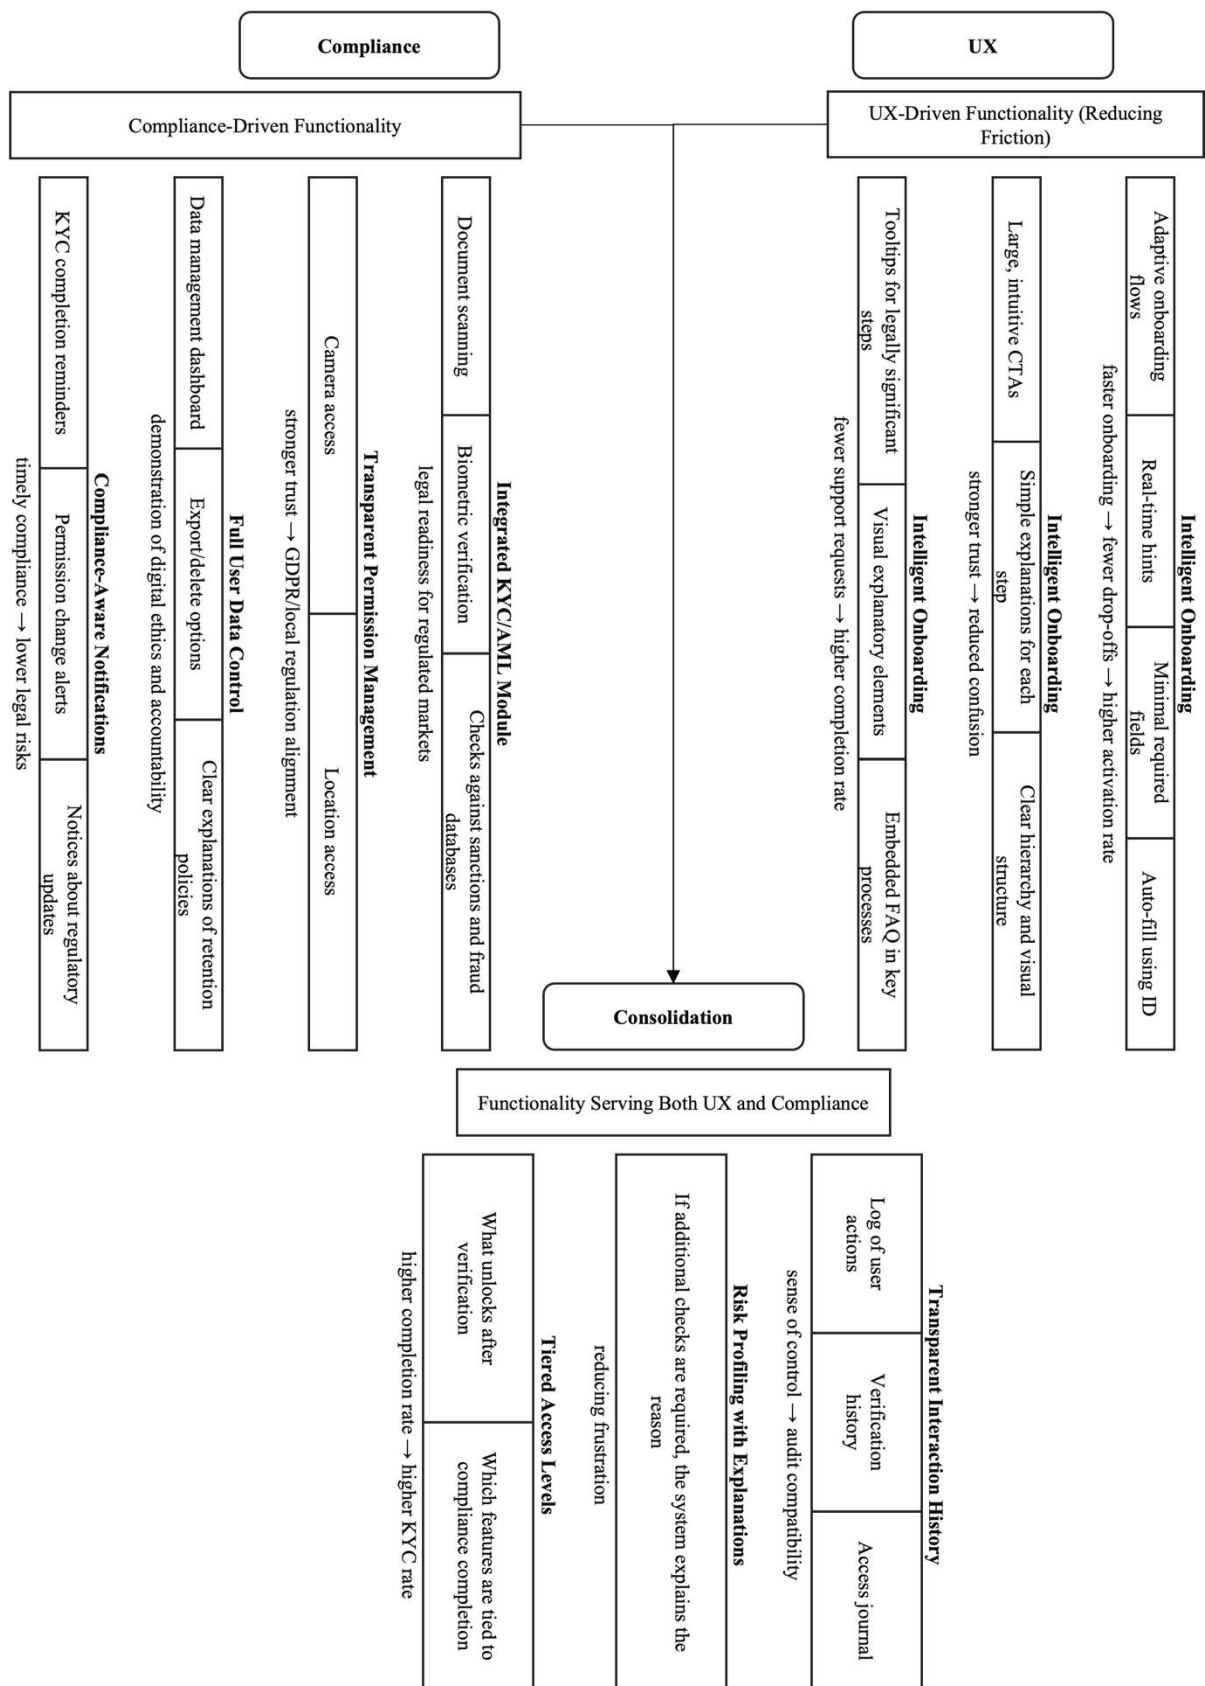 Compliance
UX
Compliance-Driven Functionality
UX-Driven Functionality (Reducing
Friction)
Integrated KYC/AML Module
Document scanning
Biometric verification
Checks against sanctions and fraud
databases
legal readiness for regulated markets
Transparent Permission Management
Camera access
Location access
stronger trust → GDPR/local regulation alignment
Full User Data Control
Data management dashboard
Export/delete options
Clear explanations of retention
policies
demonstration of digital ethics and accountability
Compliance-Aware Notifications
KYC completion reminders
Permission change alerts
Notices about regulatory
updates
timely compliance → lower legal risks
Intelligent Onboarding
Adaptive onboarding
flows
Real-time hints
Minimal required
fields
Auto-fill using ID
faster onboarding → fewer drop-offs → higher activation rate
Intelligent Onboarding
Large, intuitive CTAs
Simple explanations for each
step
Clear hierarchy and visual
structure
stronger trust → reduced confusion
Intelligent Onboarding
Tooltips for legally significant
steps
Visual explanatory elements
Embedded FAQ in key
processes
fewer support requests → higher completion rate
Consolidation
Functionality Serving Both UX and Compliance
Transparent Interaction History
Log of user
actions
Verification
history
Access journal
sense of control → audit compatibility
Risk Profiling with Explanations
If additional checks are required, the system explains the
reason
reducing frustration
Tiered Access Levels
What unlocks after
verification
Which features are tied to
compliance completion
higher completion rate → higher KYC rate